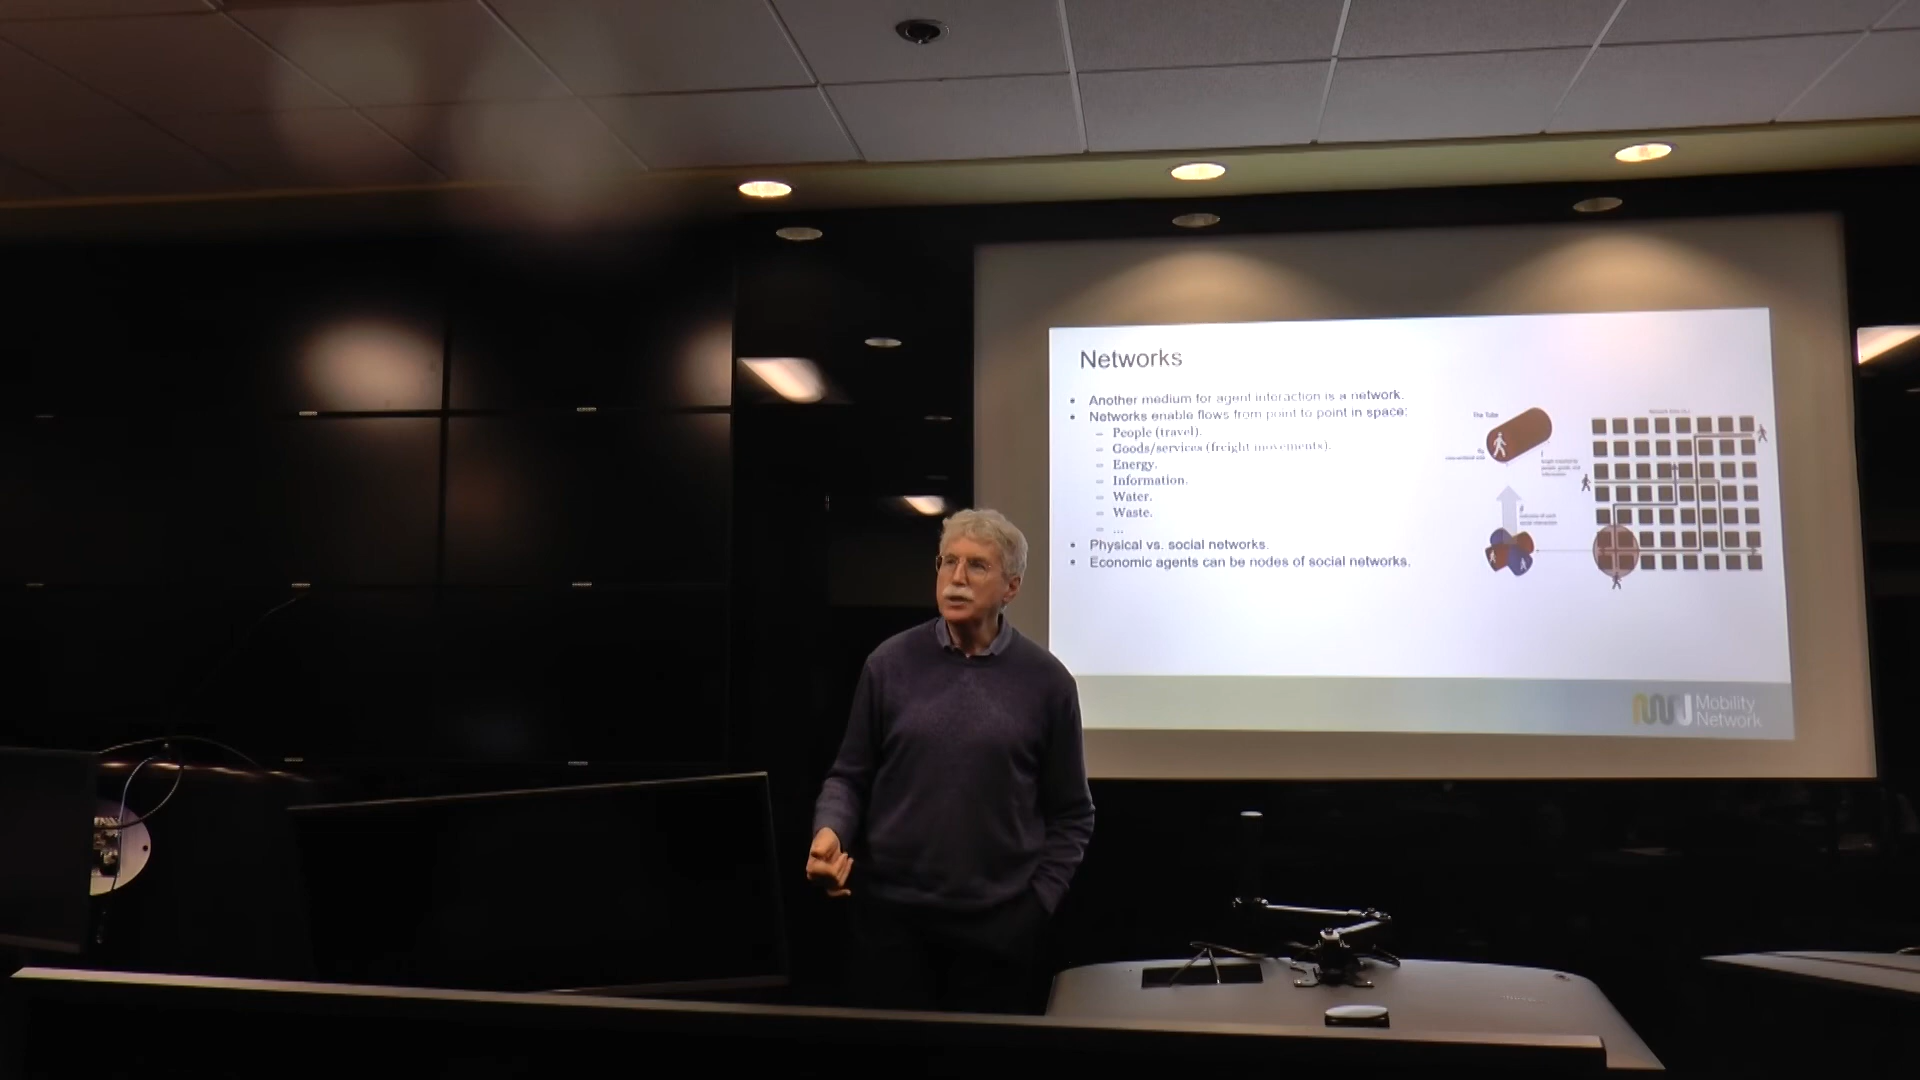 Networks
• Another medium for agent interaction is a network.
• Networks enable flows from point to point in space:
– People (travel).
– Goods/services (freight movements).
– Energy.
– Information.
– Water.
– Waste.
– ...
• Physical vs. social networks.
• Economic agents can be nodes of social networks.
The Tube
Mobility
Network